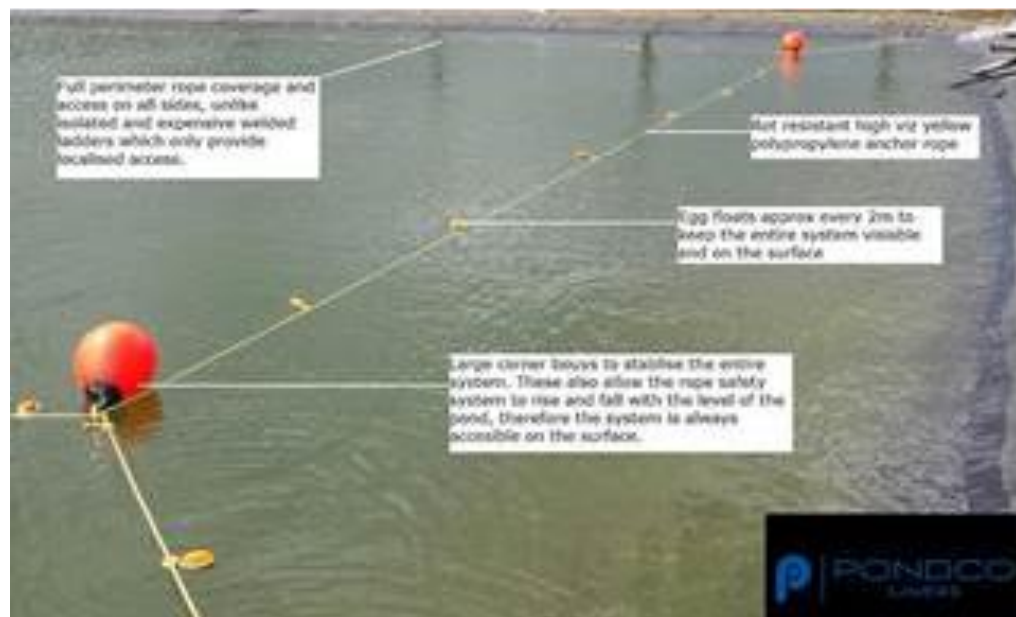 Full perimeter rope coverage and
access on all sides, unlike
isolated and expensive welded
ladders which only provide
localised access.
Rot resistant high viz yellow
polypropylene anchor rope
Egg floats approx every 2m to
keep the entire system visible
and on the surface
Large corner bouys to stabilise the entire
system. These also allow the rope safety
system to rise and fall with the level of the
pond, therefore the system is always
accessible on the surface.
PONDCO
LINERS